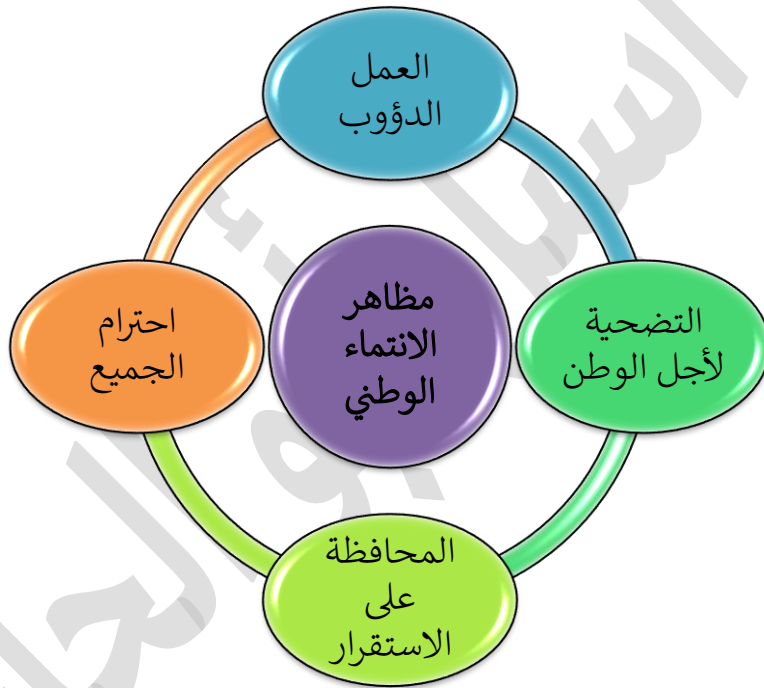 العمل
الدؤوب
مظاهر
الانتماء
الوطني
التضحية
لأجل الوطن
احترام
الجميع
المحافظة
على
الاستقرار